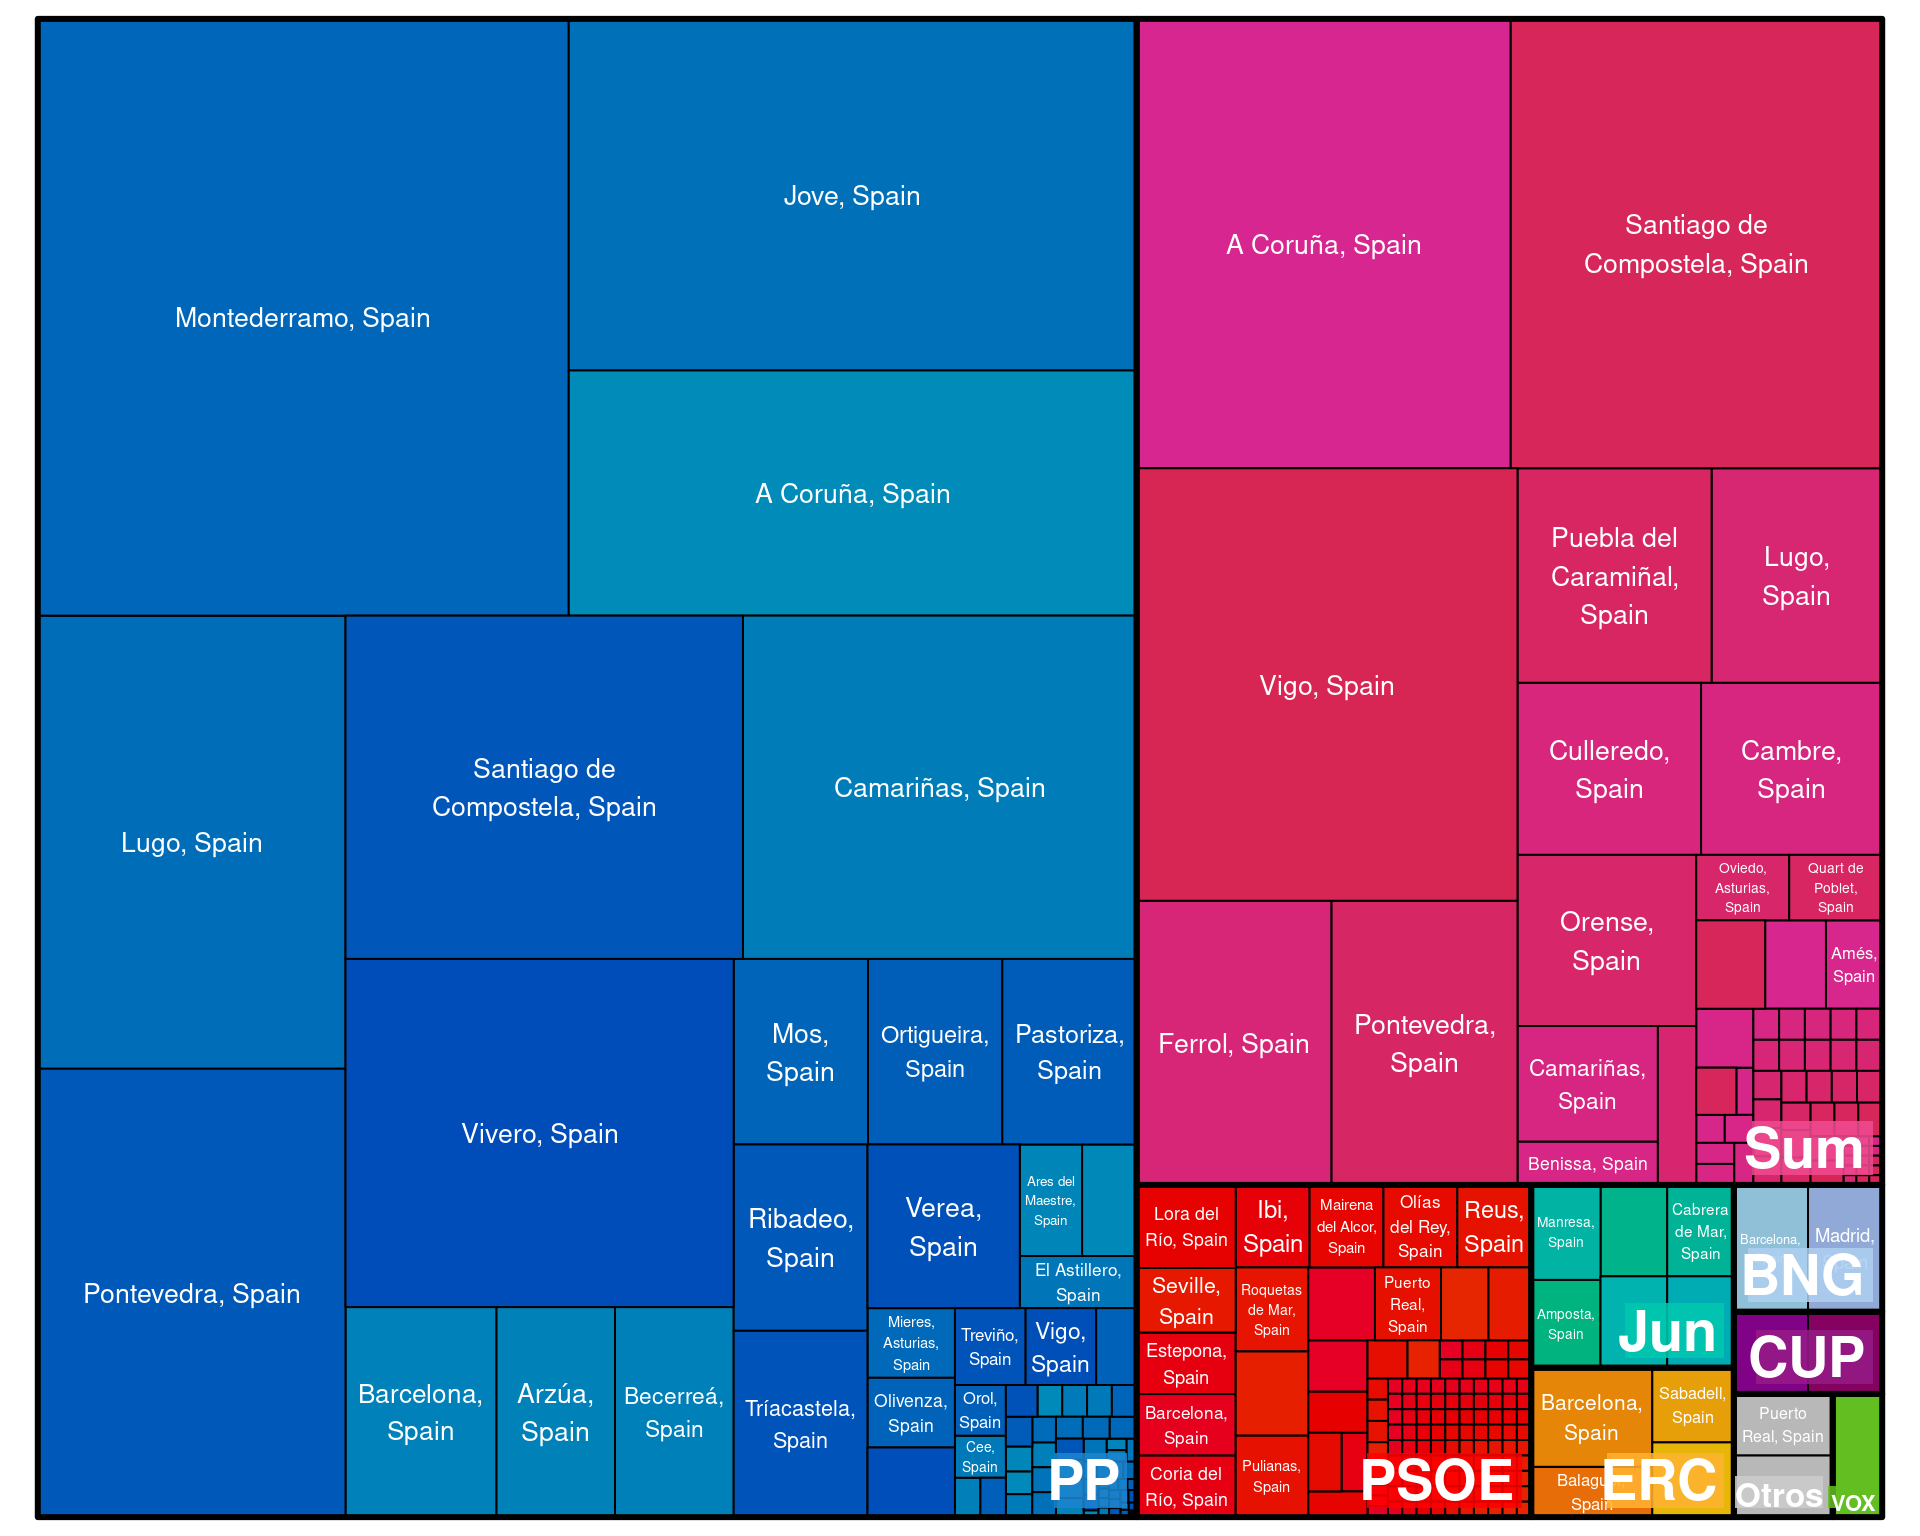 Montederramo, Spain
Jove, Spain
A Coruña, Spain
Lugo, Spain
Santiago de
Compostela, Spain
Camariñas, Spain
Pontevedra, Spain
Vivero, Spain
Mos,
Spain
Ortigueira,
Spain
Pastoriza,
Spain
Ribadeo,
Spain
Verea,
Spain
Ares del
Maestre,
Spain
El Astillero,
Spain
Barcelona,
Spain
Arzúa,
Spain
Becerreá,
Spain
Tríacastela,
Spain
Mieres,
Asturias,
Spain
Treviño,
Spain
Vigo,
Spain
Olivenza,
Spain
Orol,
Spain
Cee,
Spain
PP
A Coruña, Spain
Santiago de
Compostela, Spain
Vigo, Spain
Puebla del
Caramiñal,
Spain
Lugo,
Spain
Culleredo,
Spain
Cambre,
Spain
Orense,
Spain
Oviedo,
Asturias,
Spain
Quart de
Poblet,
Spain
Amés,
Spain
Ferrol, Spain
Pontevedra,
Spain
Camariñas,
Spain
Benissa, Spain
Sum
Lora del
Río, Spain
Ibi,
Spain
Mairena
del Alcor,
Spain
Olías
del Rey,
Spain
Reus,
Spain
Seville,
Spain
Roquetas
de Mar,
Spain
Puerto
Real,
Spain
Estepona,
Spain
Barcelona,
Spain
Coria del
Río, Spain
Pulianas,
Spain
PSOE
Manresa,
Spain
Cabrera
de Mar,
Spain
Amposta,
Spain
Jun
Barcelona,
Madrid,
BNG
CUP
Barcelona,
Spain
Sabadell,
Spain
Spain
ERC
Puerto
Real, Spain
Otros
VOX